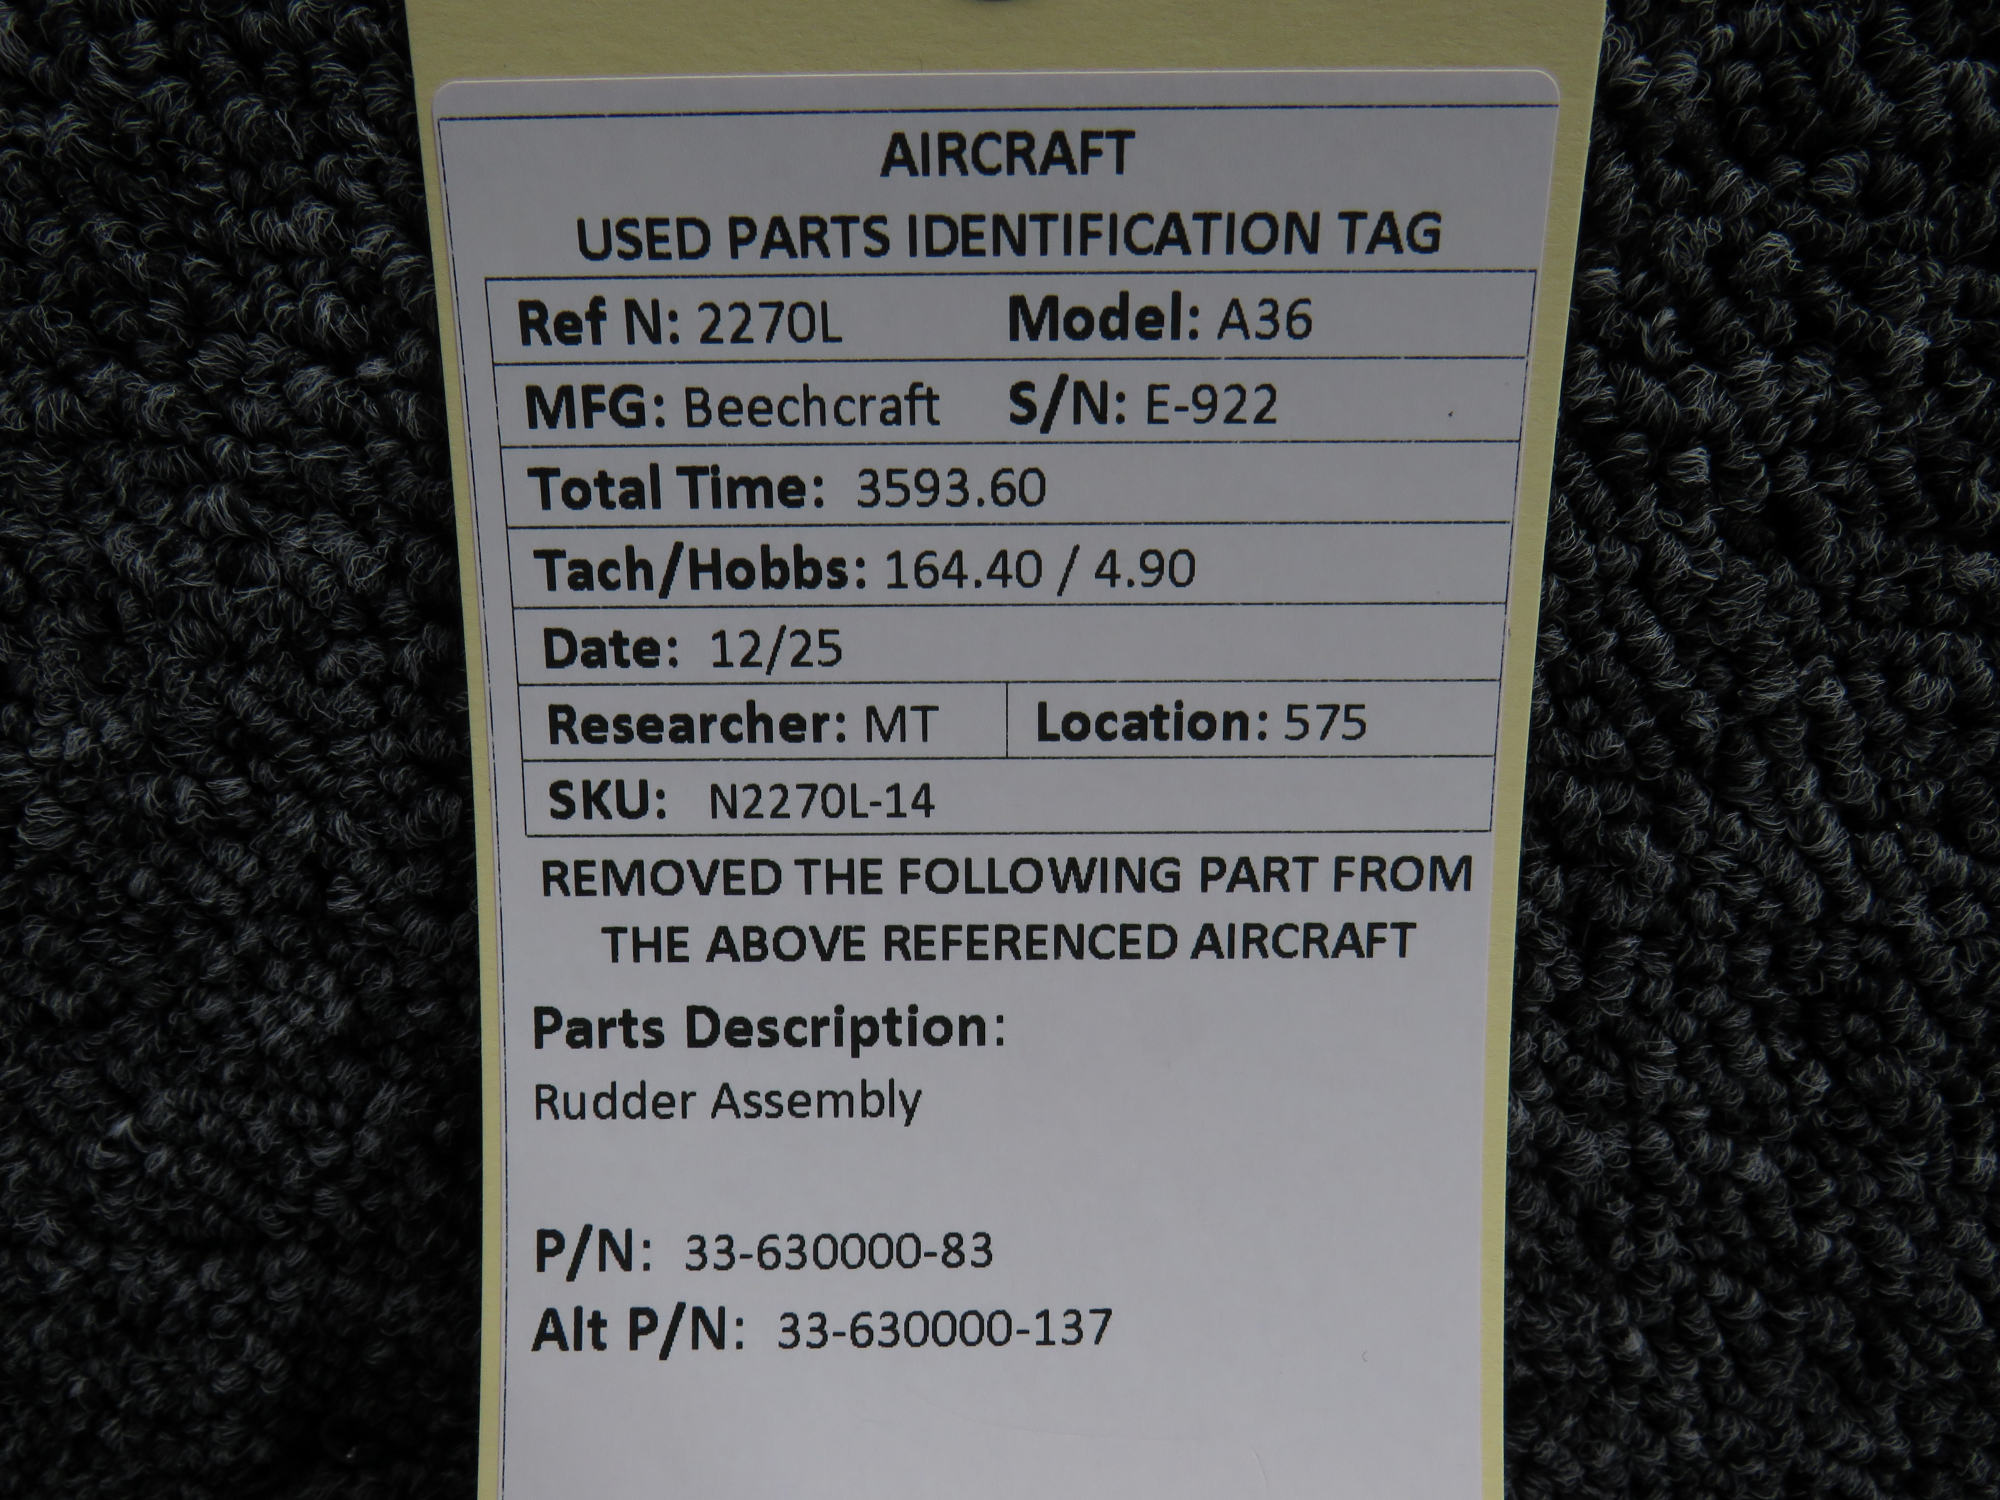 AIRCRAFT
USED PARTS IDENTIFICATION TAG
Ref N: 2270L Model: A36
MFG: Beechcraft S/N: E-922
Total Time: 3593.60
Tach/Hobbs: 164.40 / 4.90
Date: 12/25
Researcher: MT Location: 575
SKU: N2270L-14
REMOVED THE FOLLOWING PART FROM
THE ABOVE REFERENCED AIRCRAFT
Parts Description:
Rudder Assembly
P/N: 33-630000-83
Alt P/N: 33-630000-137